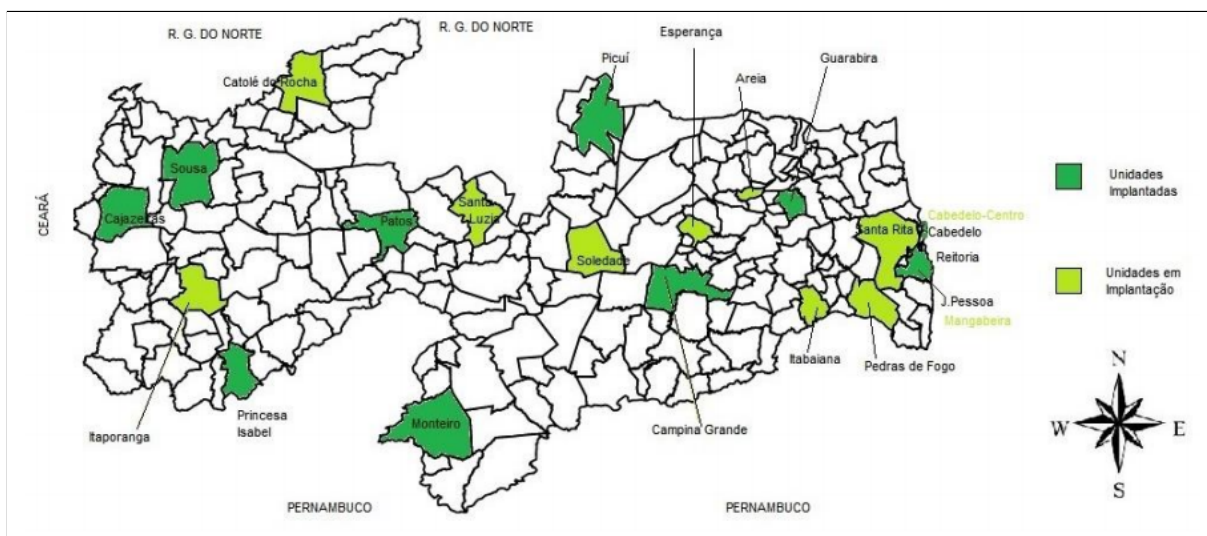 R. G. DO NORTE
R. G. DO NORTE
Esperança
Picuí
Guarabira
Areia
Catolé do Rocha
Sousa
Cajazeiras
CEARÁ
Patos
Santa
Luzia
Soledade
Santa Rita
Cabedelo-Centro
Cabedelo
Reitoria
J.Pessoa
Mangabeira
Itabaiana
Pedras de Fogo
Campina Grande
Monteiro
Princesa
Isabel
Itaporanga
PERNAMBUCO
PERNAMBUCO
Unidades
Implantadas
Unidades em
Implantação
N
W
E
S